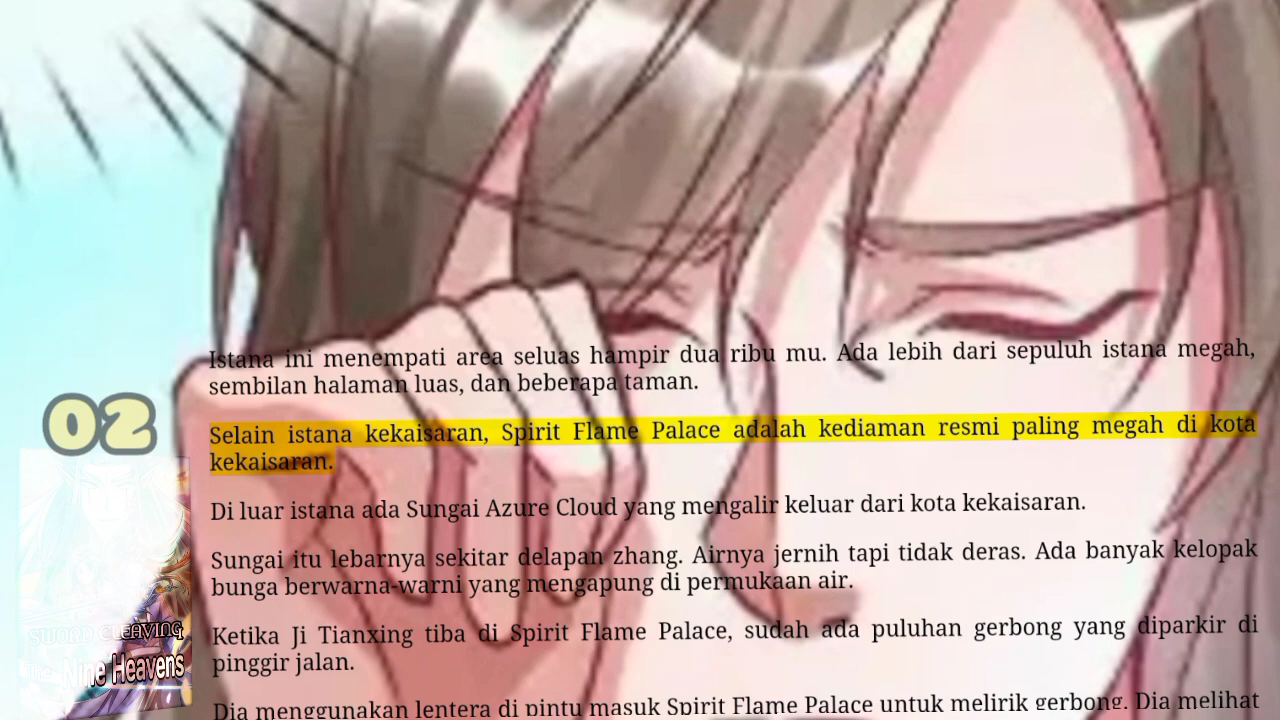 Istana ini menempati area seluas hampir dua ribu mu. Ada lebih dari sepuluh istana megah,
sembilan halaman luas, dan beberapa taman.
Selain istana kekaisaran, Spirit Flame Palace adalah kediaman resmi paling megah di kota
kekaisaran.
Di luar istana ada Sungai Azure Cloud yang mengalir keluar dari kota kekaisaran.
Sungai itu lebarnya sekitar delapan zhang. Airnya jernih tapi tidak deras. Ada banyak kelopak
bunga berwarna-warni yang mengapung di permukaan air.
Ketika Ji Tianxing tiba di Spirit Flame Palace, sudah ada puluhan gerbong yang diparkir di
pinggir jalan.
Dia menggunakan lentera di pintu masuk Spirit Flame Palace untuk melirik gerbong. Dia melihat
02
SWORD CLEAVING
The Nine Heavens